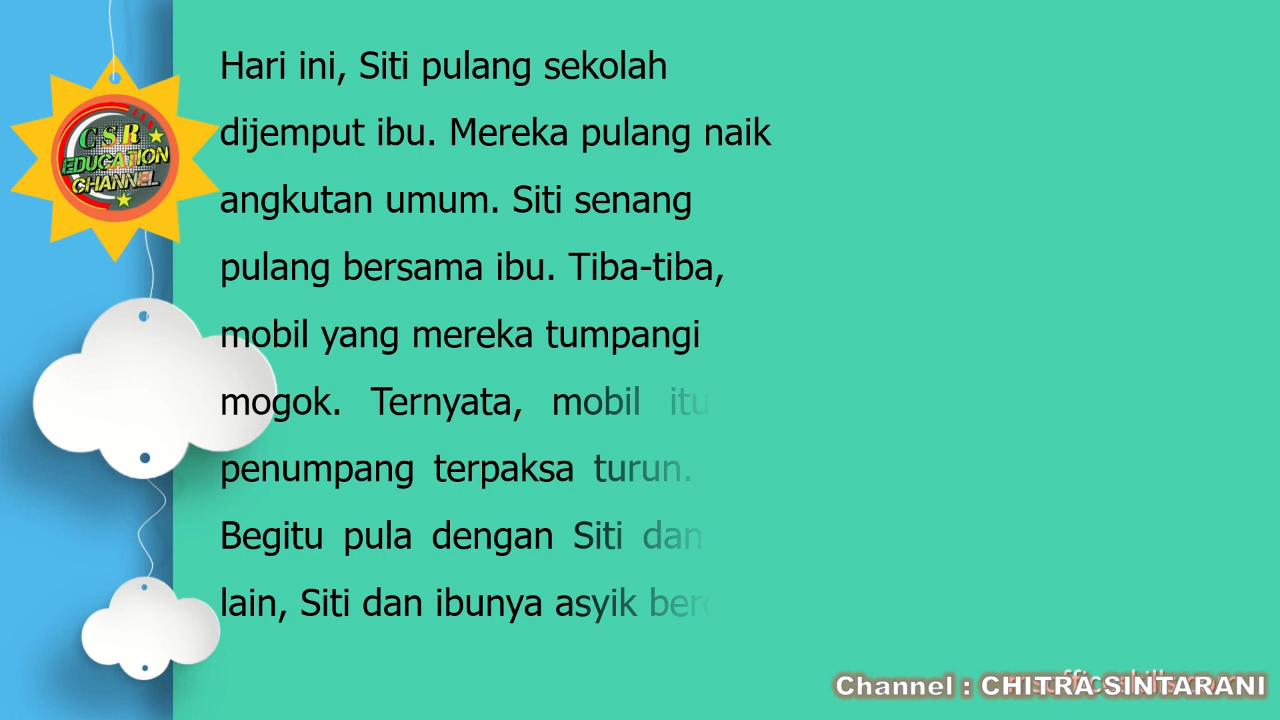 CSR
EDUCATION
CHANNEL
Hari ini, Siti pulang sekolah
dijemput ibu. Mereka pulang naik
angkutan umum. Siti senang
pulang bersama ibu. Tiba-tiba,
mobil yang mereka tumpangi
mogok. Ternyata, mobil itu
penumpang terpaksa turun.
Begitu pula dengan Siti dan
lain, Siti dan ibunya asyik
Channel : CHITRA SINTARANI